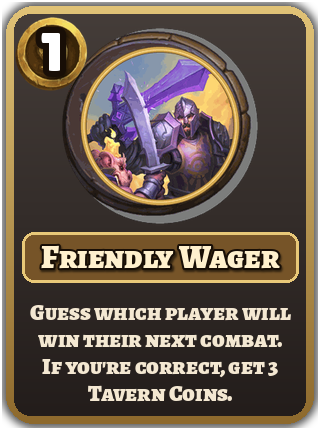 1
Friendly Wager
Guess which player will
win their next combat.
If you're correct, get 3
Tavern Coins.